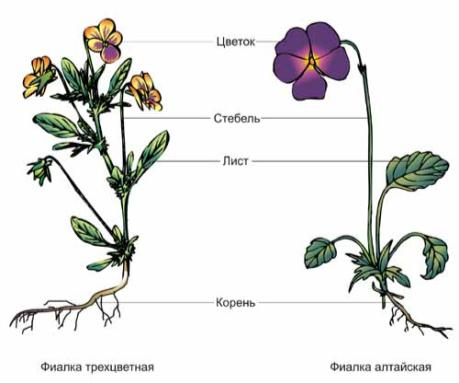 Цветок
Стебель
Лист
Корень
Фиалка трехцветная
Фиалка алтайская